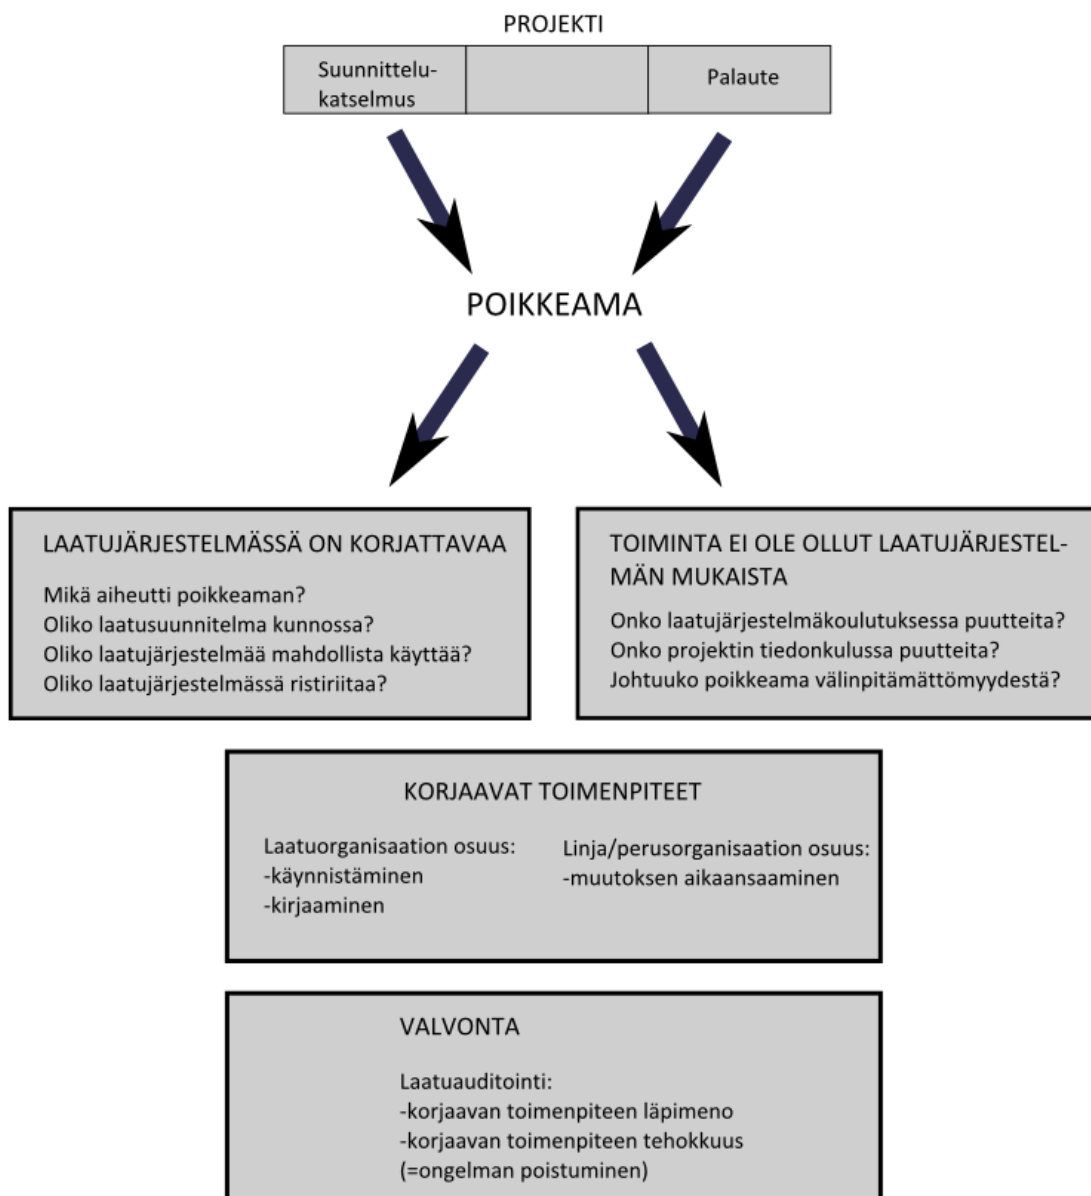 PROJEKTI
Suunnittelu-
katselmus
Palaute
POIKKEAMA
LAATUJÄRJESTELMÄSSÄ ON KORJATTAVAA
Mikä aiheutti poikkeaman?
Oliko laatusuunnitelma kunnossa?
Oliko laatujärjestelmää mahdollista käyttää?
Oliko laatujärjestelmässä ristiriitaa?
TOIMINTA EI OLE OLLUT LAATUJÄRJESTEL-
MÄN MUKAISTA
Onko laatujärjestelmäkoulutuksessa puutteita?
Onko projektin tiedonkulussa puutteita?
Johtuuko poikkeama välinpitämättömyydestä?
KORJAAVAT TOIMENPITEET
Laatuorganisaation osuus:
-käynnistäminen
-kirjaaminen
Linja/perusorganisaation osuus:
-muutoksen aikaansaaminen
VALVONTA
Laatuauditointi:
-korjaavan toimenpiteen läpimeno
-korjaavan toimenpiteen tehokkuus
(=ongelman poistuminen)